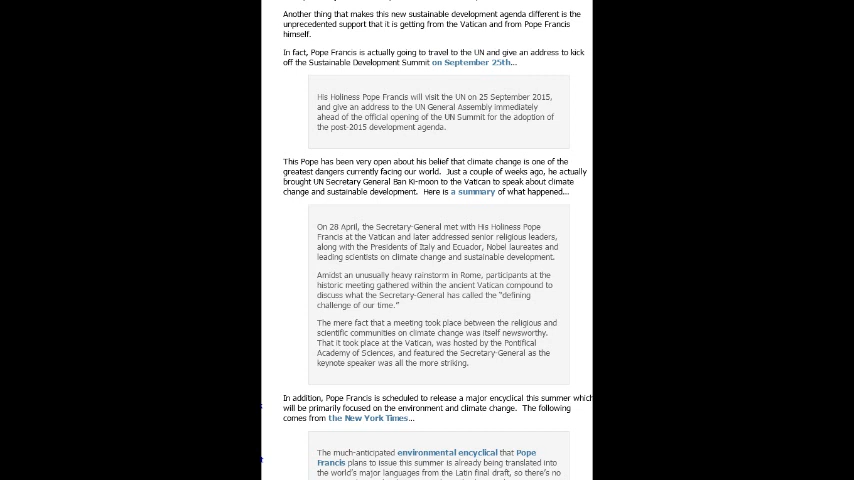 Another thing that makes this new sustainable development agenda different is the
unprecedented support that it is getting from the Vatican and from Pope Francis
himself.
In fact, Pope Francis is actually going to travel to the UN and give an address to kick
off the Sustainable Development Summit on September 25th…
His Holiness Pope Francis will visit the UN on 25 September 2015,
and give an address to the UN General Assembly immediately
ahead of the official opening of the UN Summit for the adoption of
the post-2015 development agenda.
This Pope has been very open about his belief that climate change is one of the
greatest dangers currently facing our world.  Just a couple of weeks ago, he actually
brought UN Secretary General Ban Ki-moon to the Vatican to speak about climate
change and sustainable development.  Here is a summary of what happened…
On 28 April, the Secretary-General met with His Holiness Pope
Francis at the Vatican and later addressed senior religious leaders,
along with the Presidents of Italy and Ecuador, Nobel laureates and
leading scientists on climate change and sustainable development.
Amidst an unusually heavy rainstorm in Rome, participants at the
historic meeting gathered within the ancient Vatican compound to
discuss what the Secretary-General has called the “defining
challenge of our time.”
The mere fact that a meeting took place between the religious and
scientific communities on climate change was itself newsworthy.
That it took place at the Vatican, was hosted by the Pontifical
Academy of Sciences, and featured the Secretary-General as the
keynote speaker was all the more striking.
In addition, Pope Francis is scheduled to release a major encyclical this summer which
will be primarily focused on the environment and climate change.  The following
comes from the New York Times…
The much-anticipated environmental encyclical that Pope
Francis plans to issue this summer is already being translated into
the world’s major languages from the Latin final draft, so there’s no